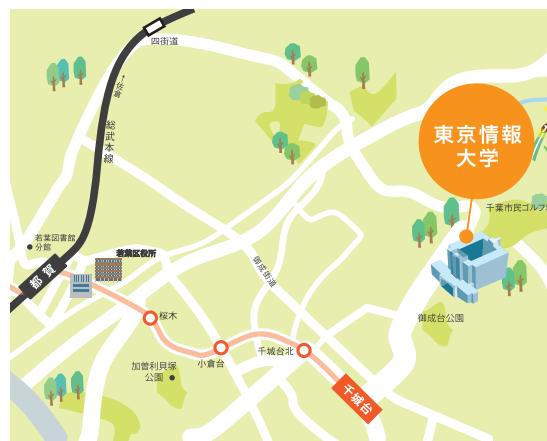 四街道
→佐倉
総武本線
東京情報
大学
千葉市民ゴルフ
若葉図書館
分館
若葉区役所
都賀
御成街道
桜木
御成台公園
小倉台
千城台北
加曽利貝塚
公園
千城台